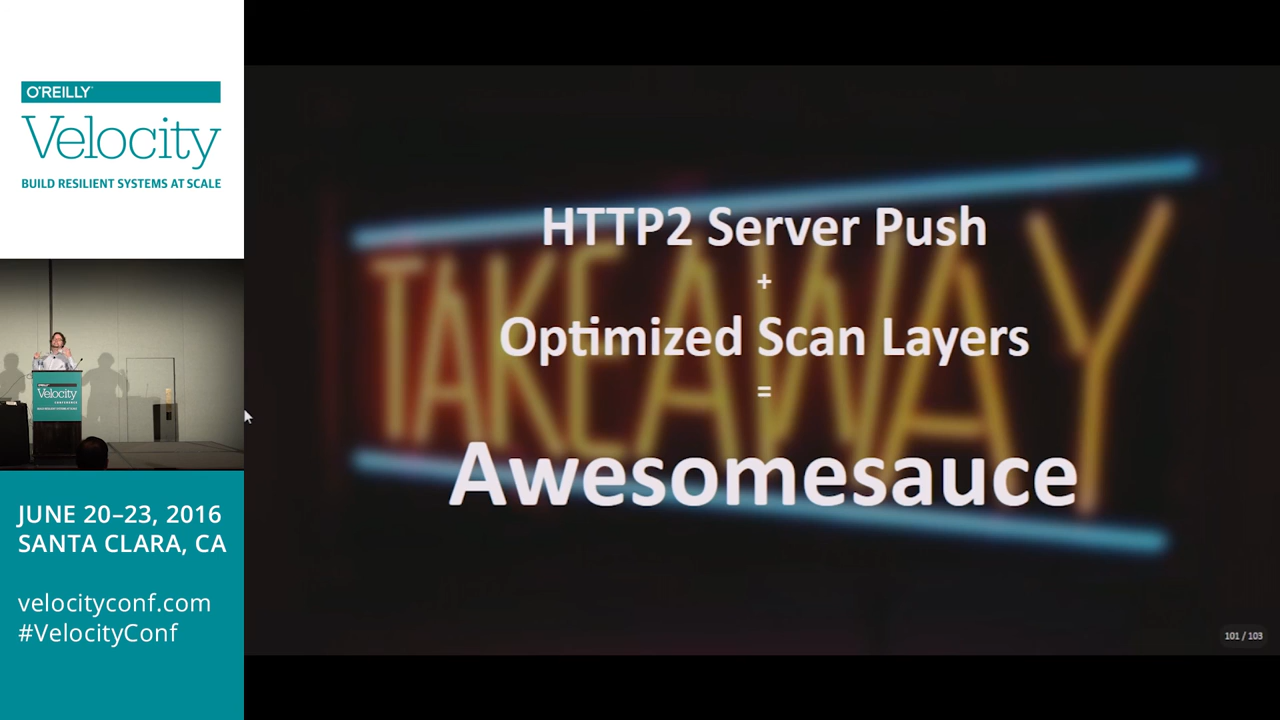 O'REILLY
Velocity
BUILD RESILIENT SYSTEMS AT SCALE
Velocity
JUNE 20–23, 2016
SANTA CLARA, CA
velocityconf.com
#VelocityConf
TAKEAWAY
HTTP2 Server Push
+
Optimized Scan Layers
=
Awesomesauce
101 / 103